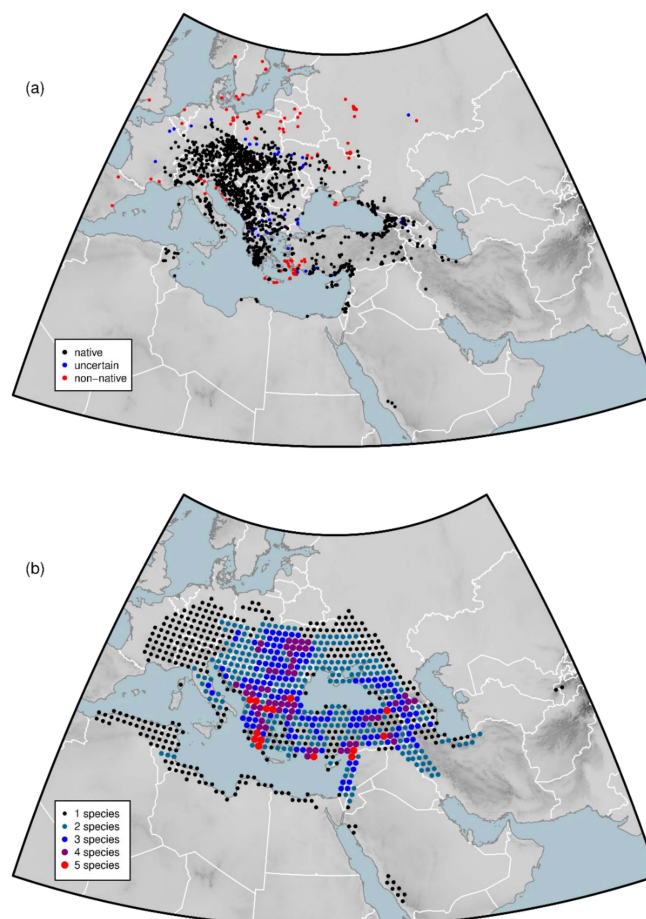 (a)
native
uncertain
non−native
(b)
1 species
2 species
3 species
4 species
5 species